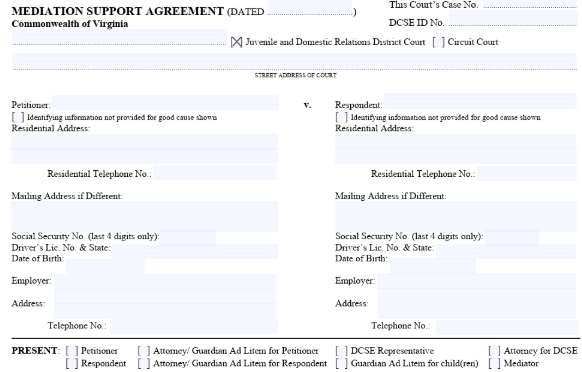 This Court's Case No.
MEDIATION SUPPORT AGREEMENT (DATED )
DCSE ID No.
Commonwealth of Virginia
[X] Juvenile and Domestic Relations District Court [ ] Circuit Court
STREET ADDRESS OF COURT
Petitioner: v. Respondent:
[ ] Identifying information not provided for good cause shown [ ] Identifying information not provided for good cause shown
Residential Address: Residential Address:
Residential Telephone No.: Residential Telephone No.:
Mailing Address if Different: Mailing Address if Different:
Social Security No. (last 4 digits only): Social Security No. (last 4 digits only):
Driver's Lic. No. & State: Driver's Lic. No. & State:
Date of Birth: Date of Birth:
Employer: Employer:
Address: Address:
Telephone No.: Telephone No.:
PRESENT: [ ] Petitioner [ ] Attorney/ Guardian Ad Litem for Petitioner [ ] DCSE Representative [ ] Attorney for DCSE
[ ] Respondent [ ] Attorney/ Guardian Ad Litem for Respondent [ ] Guardian Ad Litem for child(ren) [ ] Mediator